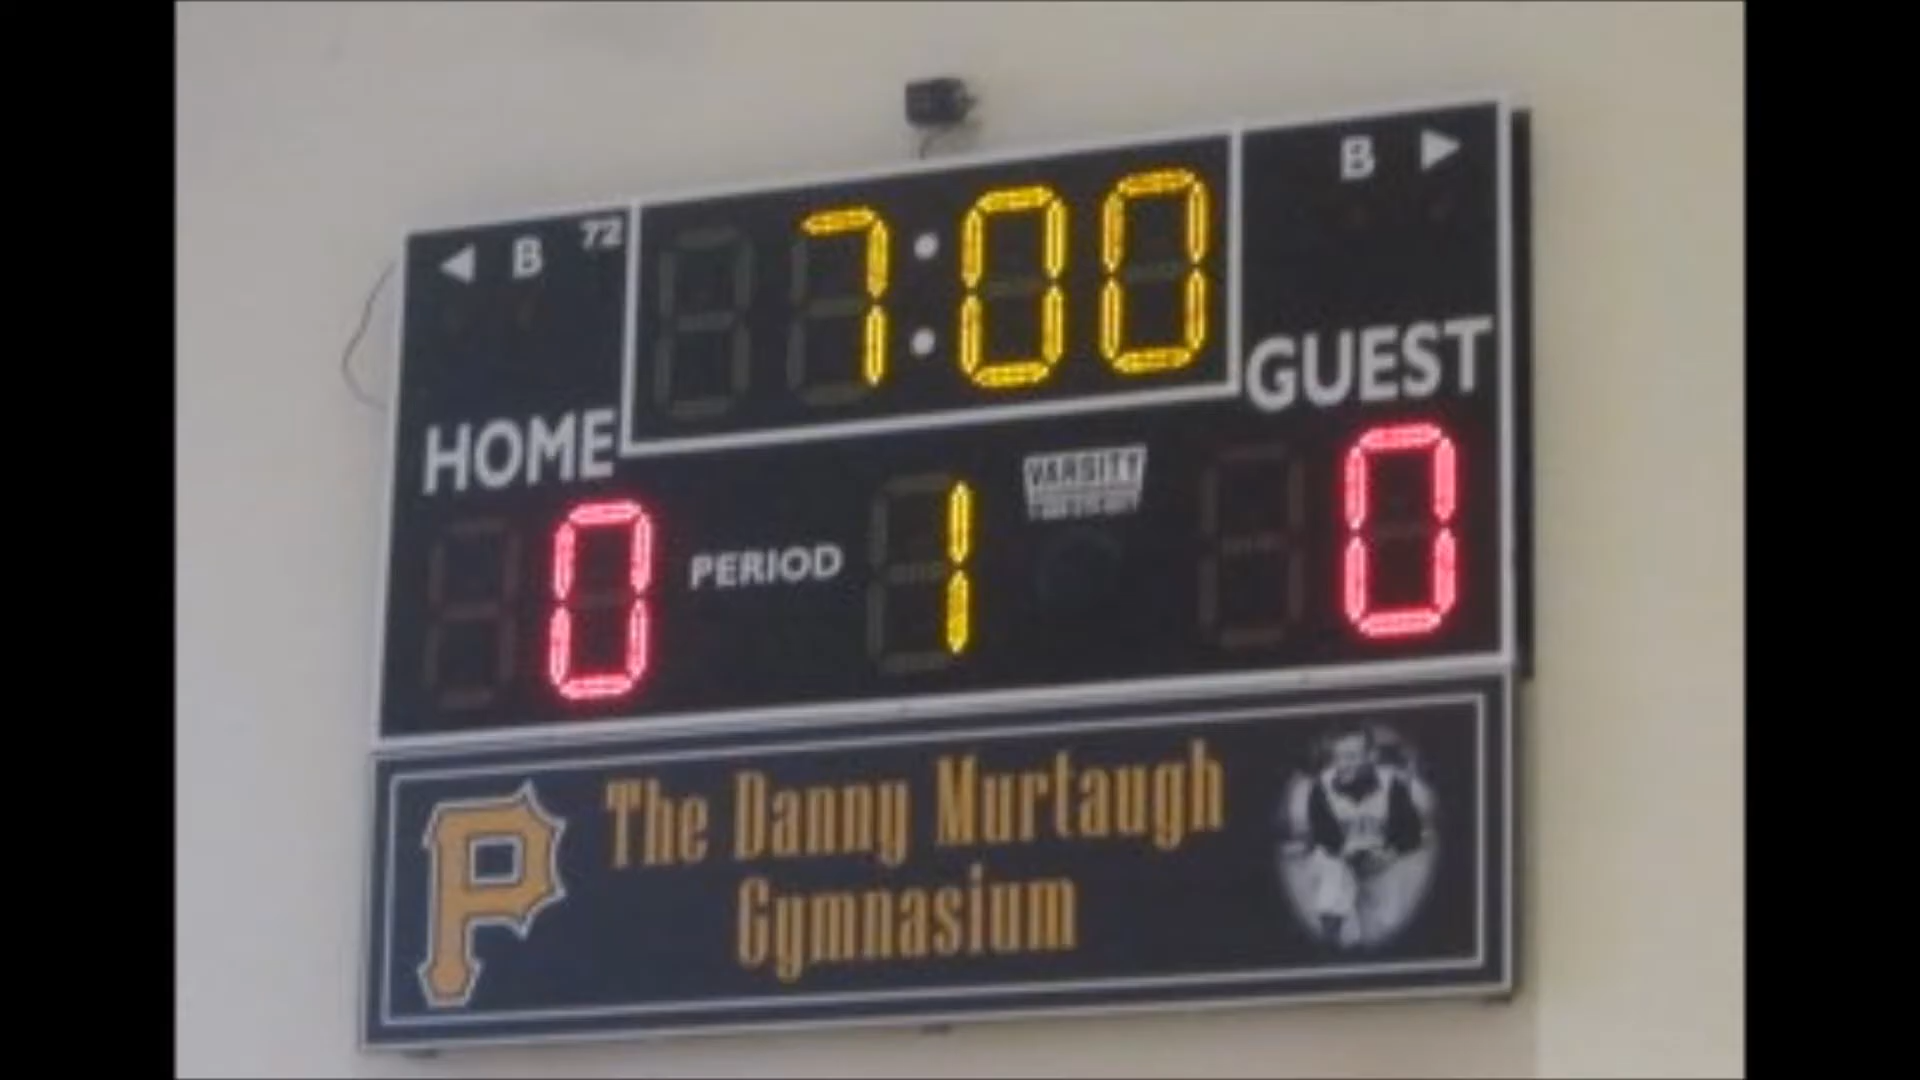 B 72
7:00
B
HOME
GUEST
0
PERIOD 1
VARSITY
0
P
The Danny Murtaugh
Gymnasium